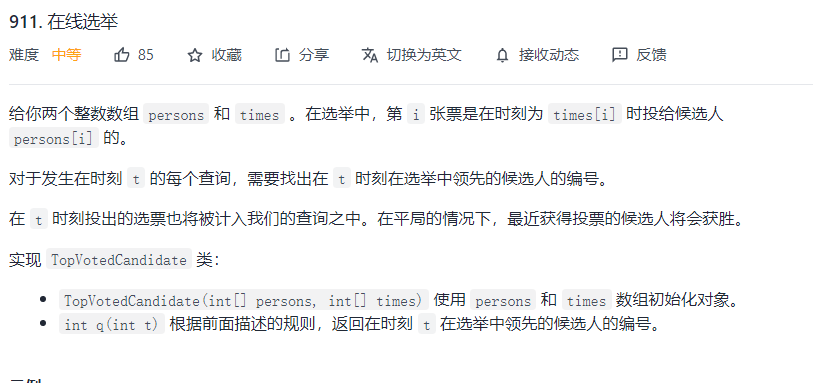 911. 在线选举
难度 中等 85 收藏 分享 切换为英文 接收动态 反馈
给你两个整数数组 persons 和 times 。在选举中，第 i 张票是在时刻为 times[i] 时投给候选人
persons[i] 的。
对于发生在时刻 t 的每个查询，需要找出在 t 时刻在选举中领先的候选人的编号。
在 t 时刻投出的选票也将被计入我们的查询之中。在平局的情况下，最近获得投票的候选人将会获胜。
实现 TopVotedCandidate 类：
• TopVotedCandidate(int[] persons, int[] times) 使用 persons 和 times 数组初始化对象。
• int q(int t) 根据前面描述的规则，返回在时刻 t 在选举中领先的候选人的编号。